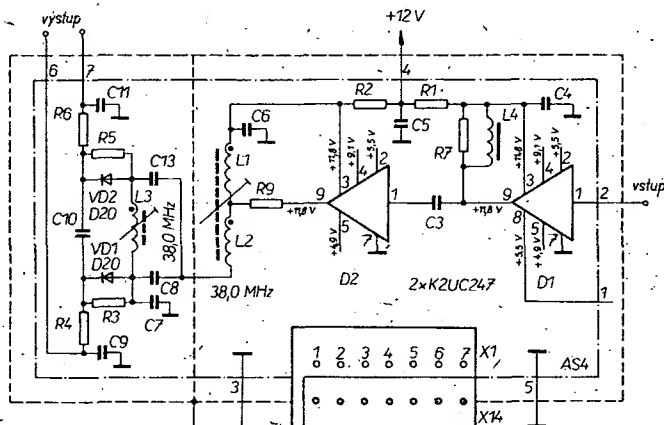 výstup
+12 V
6
7
4
C11
R6
R5
C13
VD2
D20
L3
C10
VD1
D20
38,0 MHz
C8
R4
R3
C7
C9
C6
R2
R1
C4
C5
L4
R7
L1
R9
L2
38,0 MHz
+11,8 V
+9,1 V
+5,5 V
3
4
2
9
1
5
7
+11,8 V
+4,9 V
D2
C3
+11,8 V
+9,1 V
+5,5 V
3
4
2
9
8
1
5
7
+11,8 V
+5,5 V
+4,9 V
D1
2
vstup
1
2×K2UC247
1 2 3 4 5 6 7
X1
X14
3
5
AS4